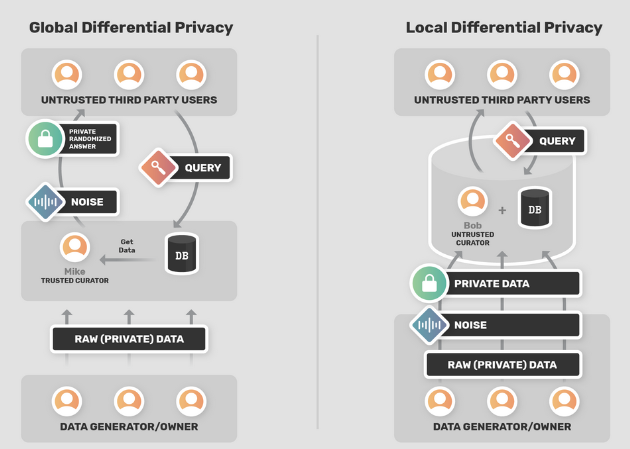 Global Differential Privacy
UNTRUSTED THIRD PARTY USERS
PRIVATE
RANDOMIZED
ANSWER
QUERY
NOISE
Get
Data
DB
Mike
TRUSTED CURATOR
RAW (PRIVATE) DATA
DATA GENERATOR/OWNER
Local Differential Privacy
UNTRUSTED THIRD PARTY USERS
QUERY
+
DB
Bob
UNTRUSTED
CURATOR
PRIVATE DATA
NOISE
RAW (PRIVATE) DATA
DATA GENERATOR/OWNER